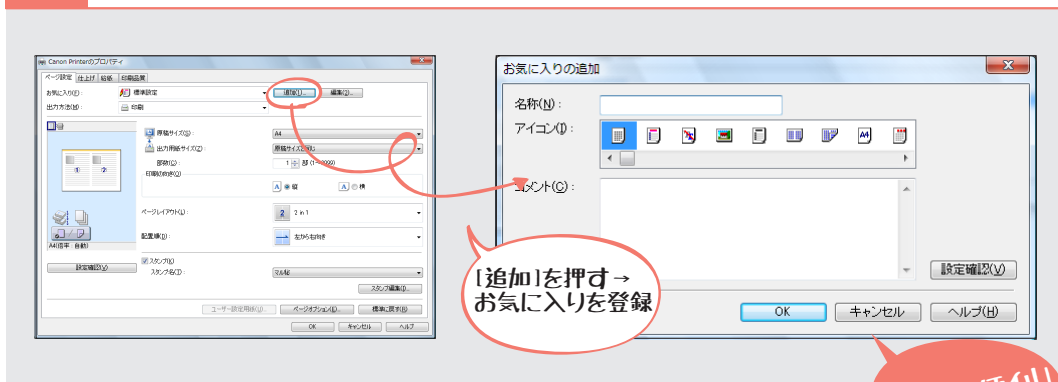 Canon Printerのプロパティ
ページ設定 仕上げ 給紙 印刷品質
お気に入り(F): 標準設定 追加(1)... 編集(2)...
出力方法(M): 印刷
原稿サイズ(S): A4
出力用紙サイズ(Z):
部数(C): 1 部 (1~9999)
印刷の向き(O)
A 縦 A 横
1 2
ページレイアウト(L): 2 2 in 1
配置順(D): 左から右向き
A4(倍率: 自動)
設定確認(V)
スタンプ(K)
スタンプ名(T): マル秘
スタンプ編集(J)...
ユーザー設定用紙(U)... ページオプション(E)... 標準に戻す(R)
OK キャンセル ヘルプ
お気に入りの追加
名称(N):
アイコン(I):
コメント(C):
設定確認(V)
OK キャンセル ヘルプ(H)
[追加]を押す→
お気に入りを登録